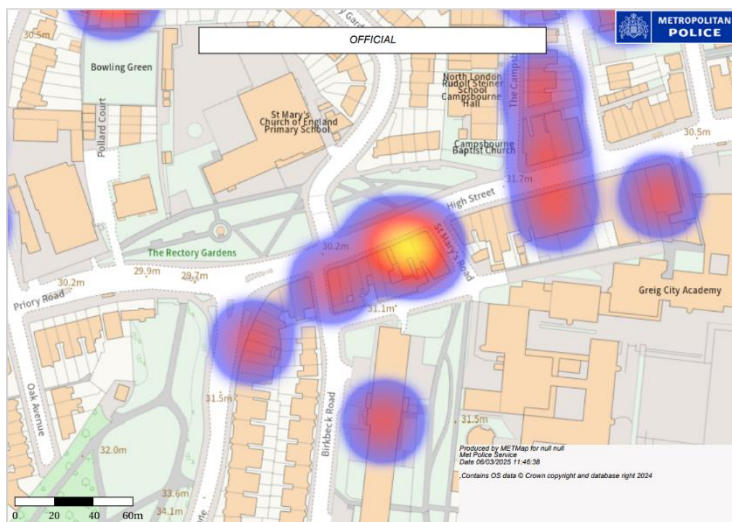 OFFICIAL
METROPOLITAN
POLICE
30.5m
Bowling Green
Pollard Court
St Mary's
Church of England
Primary School
North London
Rudolf Steiner
School
Campsbourne
Hall
The Campsbourne
Campsbourne
Baptist Church
30.5m
31.7m
High Street
St Mary's Road
The Rectory Gardens
30.2m
29.9m
29.7m
30.2m
Priory Road
31.1m
Greig City Academy
Oak Avenue
31.5m
Birkbeck Road
31.5m
32.0m
33.6m
34.1m
Produced by METMap for null null
Met Police Service
Date 06/03/2025 11:46:38
.Contains OS data © Crown copyright and database right 2024
0 20 40 60m